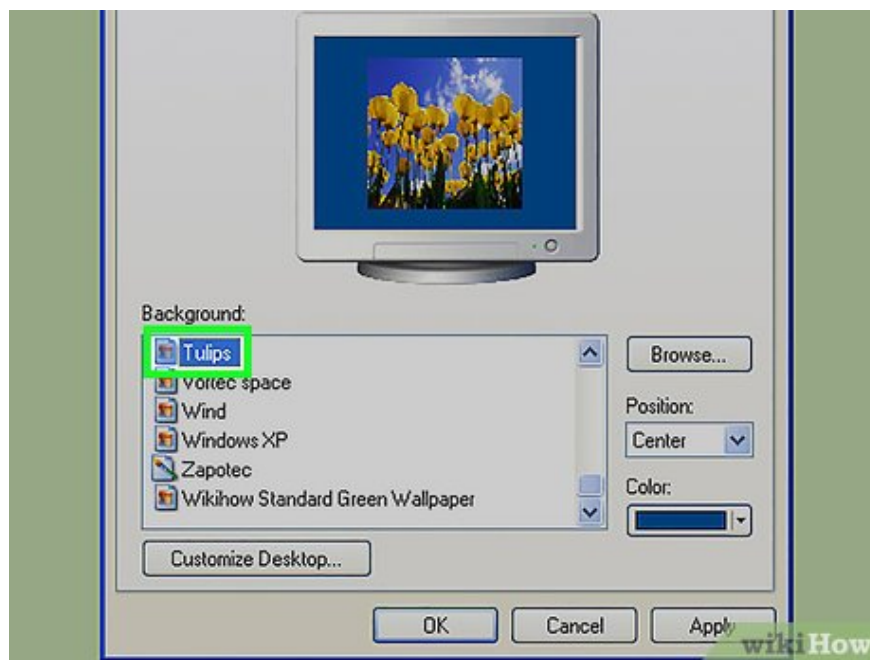 Background:
Tulips
Vortec space
Wind
Windows XP
Zapotec
Wikihow Standard Green Wallpaper
Browse...
Position:
Center
Color:
Customize Desktop...
OK
Cancel
Apply
wikiHow